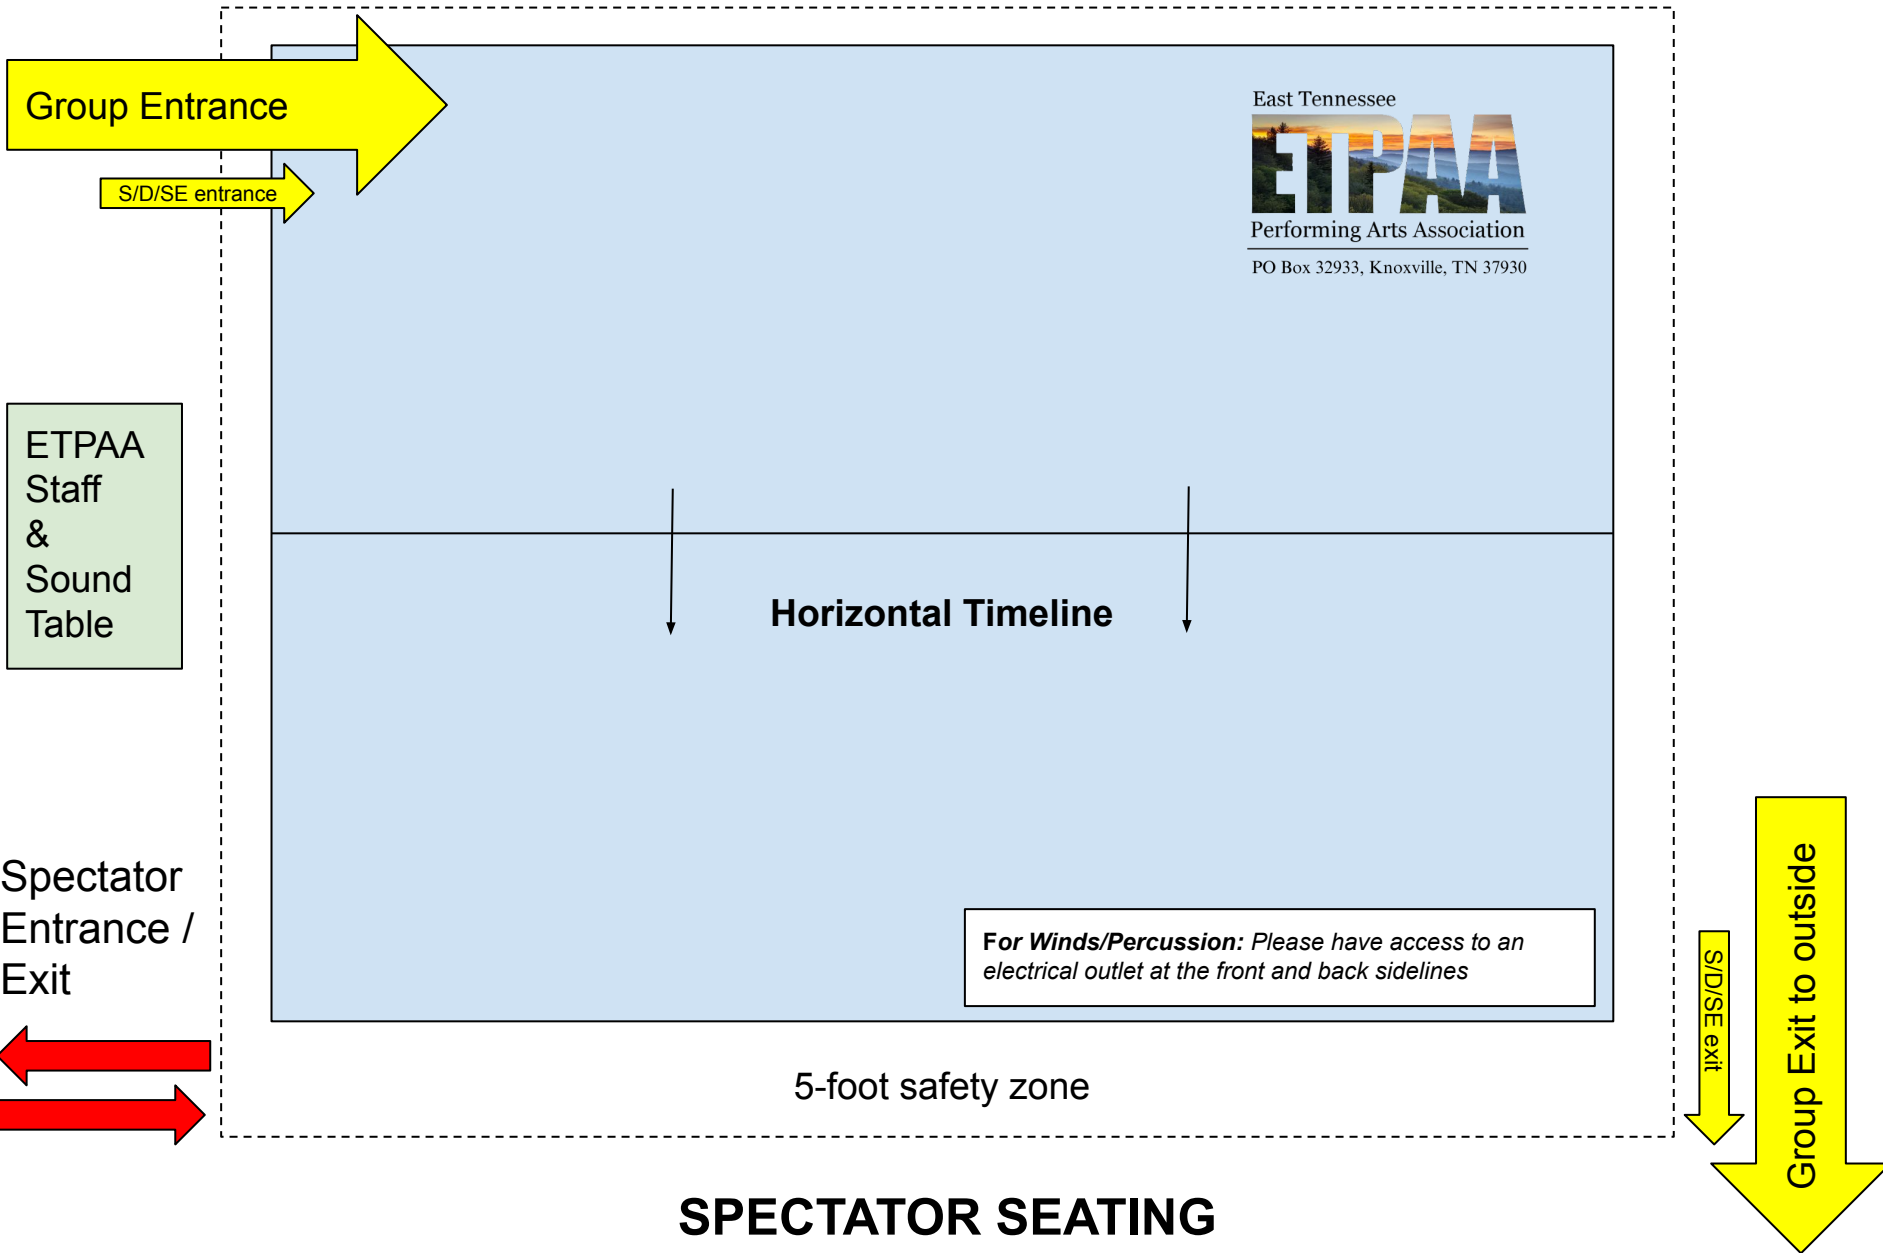 Group Entrance
S/D/SE entrance
East Tennessee
ETPAA
Performing Arts Association
PO Box 32933, Knoxville, TN 37930
ETPAA
Staff
&
Sound
Table
Horizontal Timeline
Spectator
Entrance /
Exit
For Winds/Percussion: Please have access to an
electrical outlet at the front and back sidelines
S/D/SE exit
Group Exit to outside
5-foot safety zone
SPECTATOR SEATING